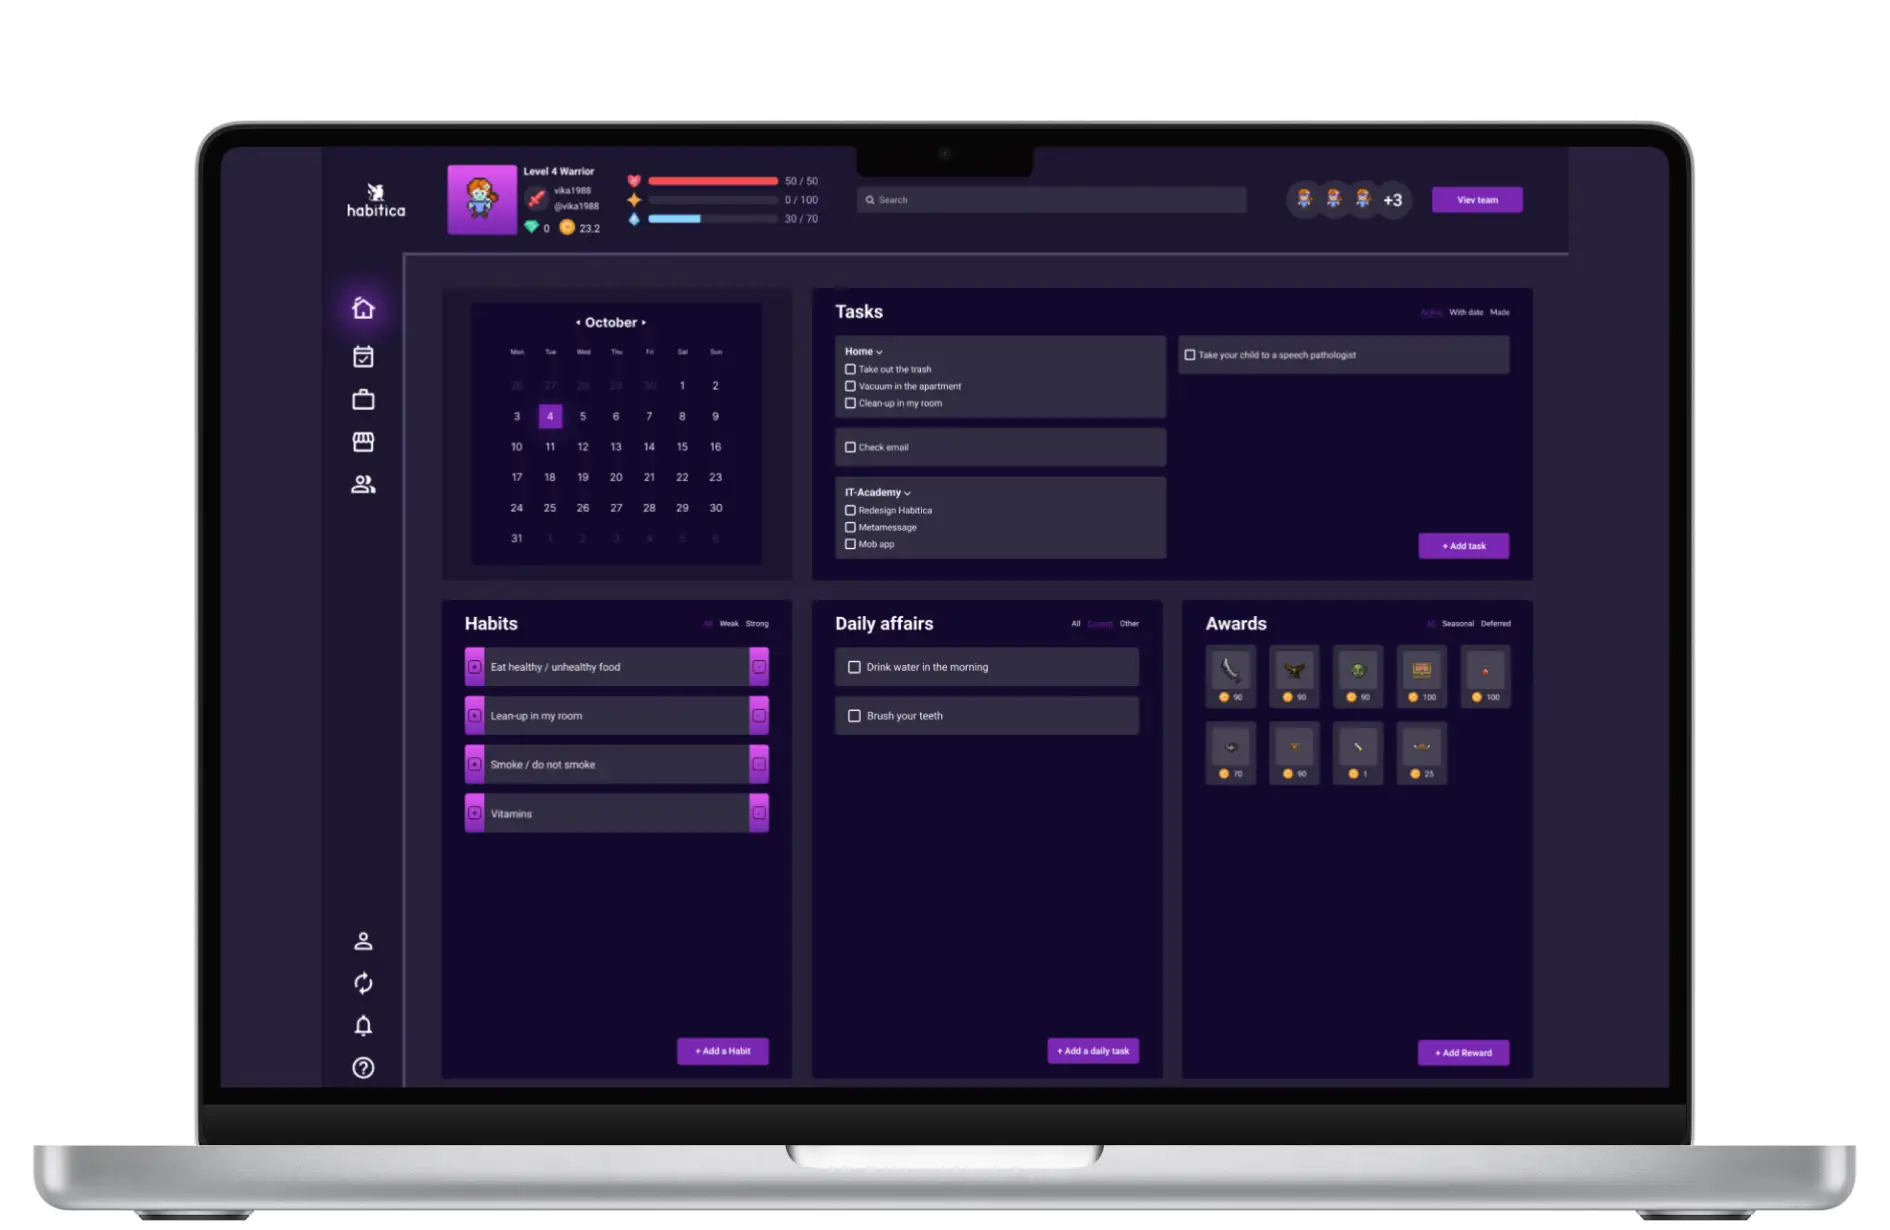 habitica
Level 4 Warrior
vika1988
@vika1988
0 23.2
50 / 50
0 / 100
30 / 70
Search
+3
Viev team
October
Mon Tue Wed Thu Fri Sat Sun
26 27 28 29 30 1 2
3 4 5 6 7 8 9
10 11 12 13 14 15 16
17 18 19 20 21 22 23
24 25 26 27 28 29 30
31 1 2 3 4 5 6
Tasks
Active With date Made
Home
Take out the trash
Vacuum in the apartment
Clean-up in my room
Check email
IT-Academy
Redesign Habitica
Metamessage
Mob app
Take your child to a speech pathologist
+ Add task
Habits
All Weak Strong
Eat healthy / unhealthy food
Lean-up in my room
Smoke / do not smoke
Vitamins
+ Add a Habit
Daily affairs
All Current Other
Drink water in the morning
Brush your teeth
+ Add a daily task
Awards
All Seasonal Deferred
90 90 90 100 100
70 90 1 25
+ Add Reward